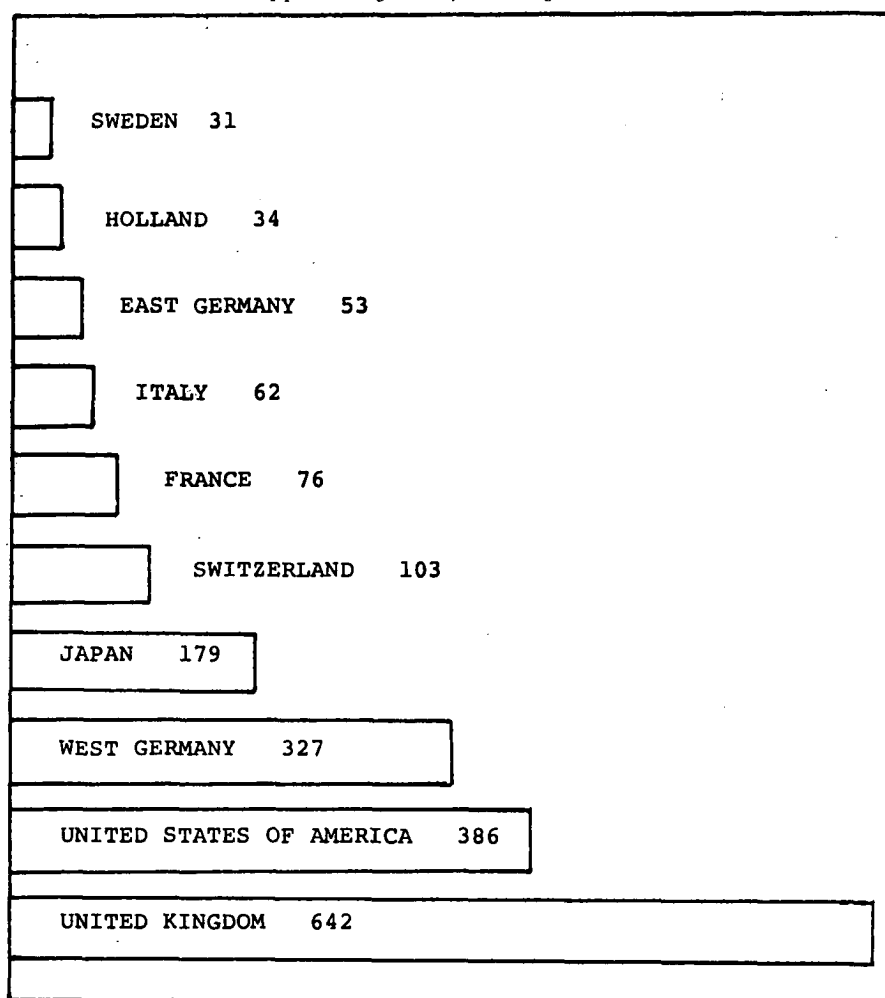 SWEDEN 31
HOLLAND 34
EAST GERMANY 53
ITALY 62
FRANCE 76
SWITZERLAND 103
JAPAN 179
WEST GERMANY 327
UNITED STATES OF AMERICA 386
UNITED KINGDOM 642